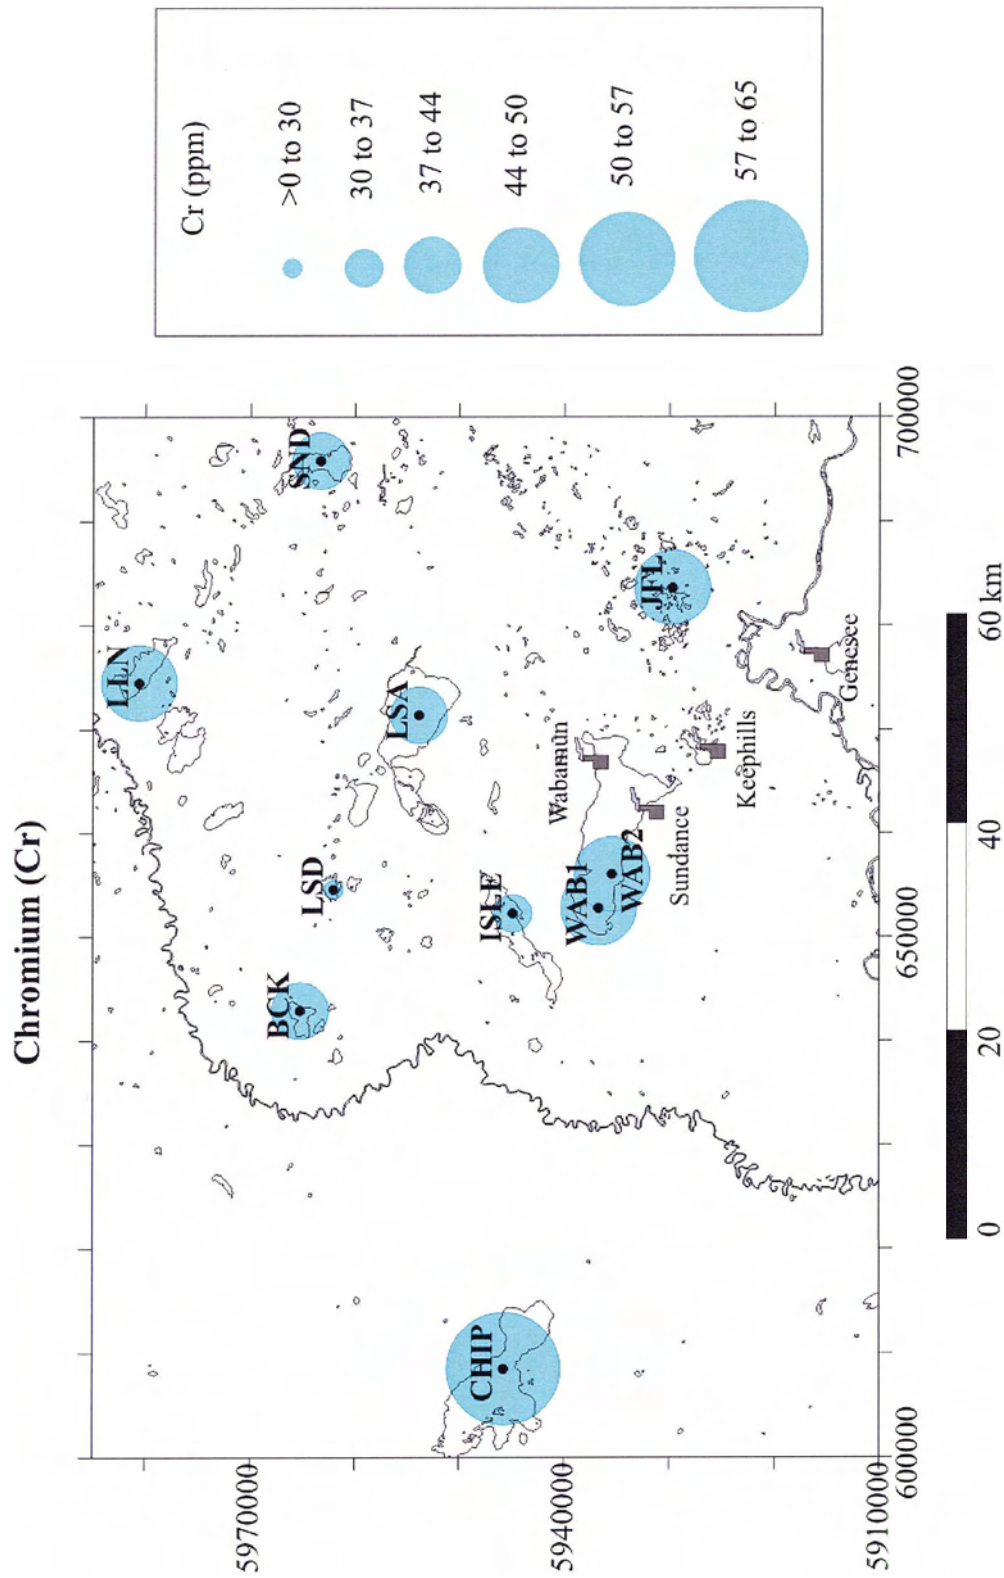 Chromium (Cr)
LLN
SND
BCK
LSD
LSA
ISLE
CHIP
WAB1
WAB2
JFL
Wabamun
Sundance
Keephills
Genesee
5970000
5940000
5910000
600000
650000
700000
0
20
40
60 km
Cr (ppm)
>0 to 30
30 to 37
37 to 44
44 to 50
50 to 57
57 to 65